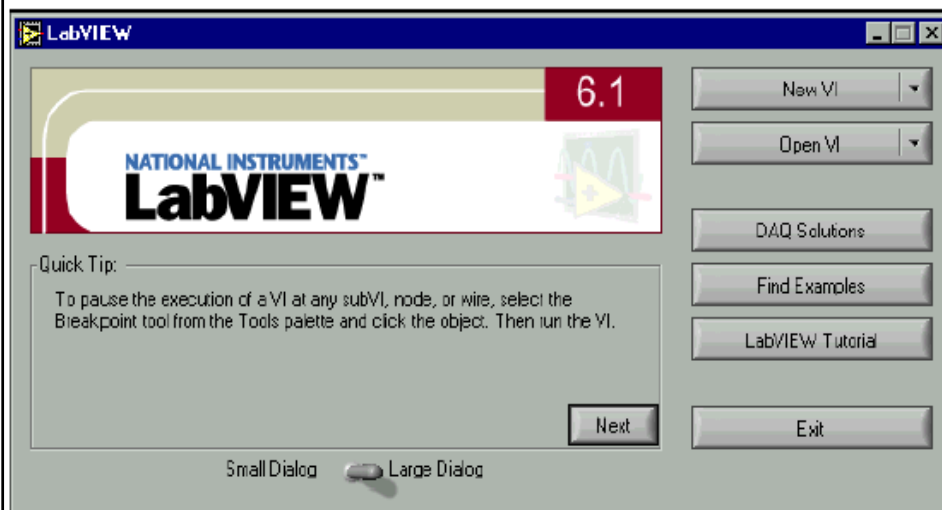 LabVIEW
6.1
NATIONAL INSTRUMENTS™
LabVIEW™
Quick Tip:
To pause the execution of a VI at any subVI, node, or wire, select the
Breakpoint tool from the Tools palette and click the object. Then run the VI.
Next
Small Dialog
Large Dialog
New VI
Open VI
DAQ Solutions
Find Examples
LabVIEW Tutorial
Exit